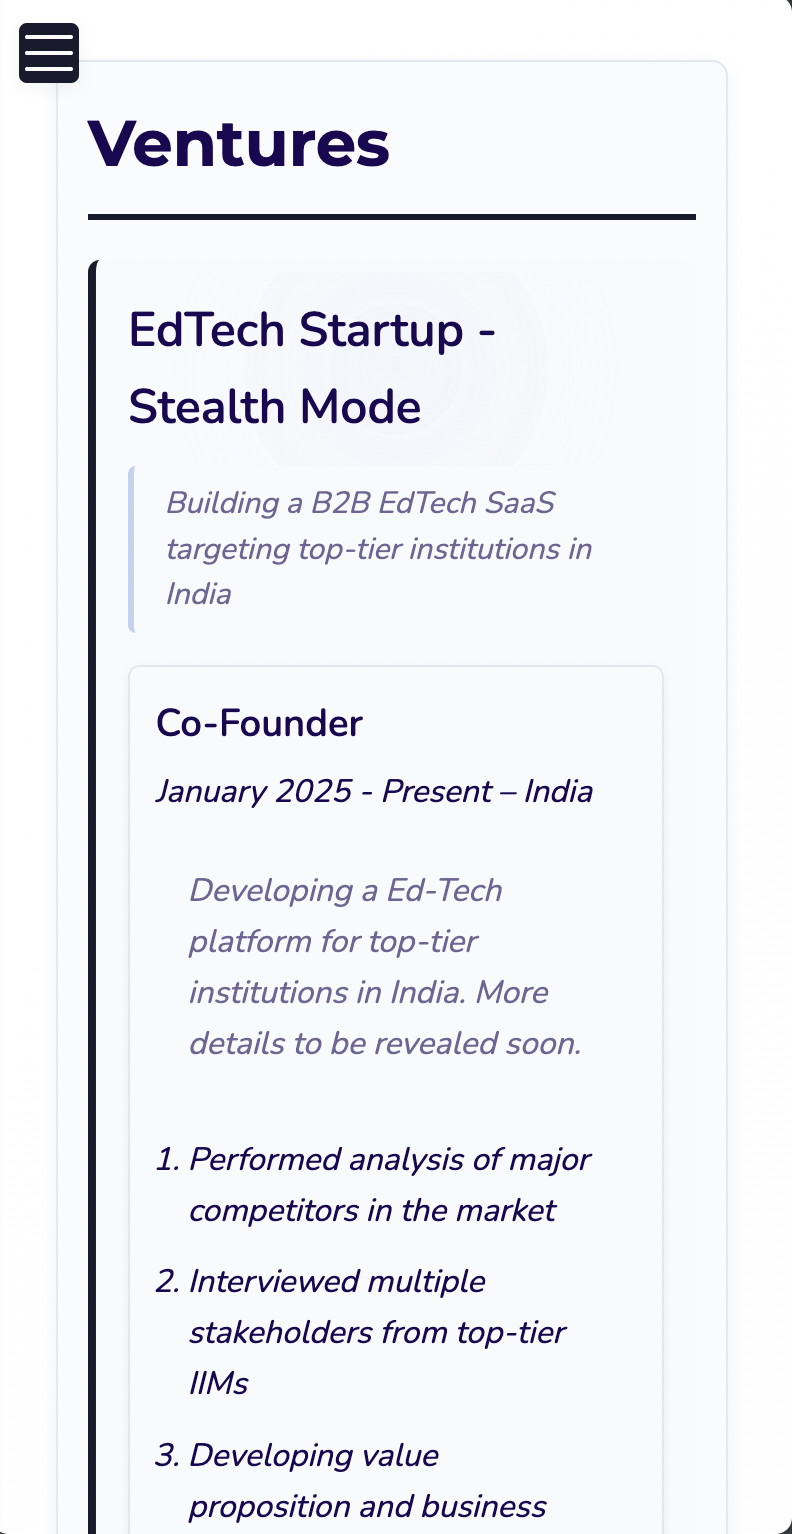 Ventures
EdTech Startup -
Stealth Mode
Building a B2B EdTech SaaS
targeting top-tier institutions in
India
Co-Founder
January 2025 - Present – India
Developing a Ed-Tech
platform for top-tier
institutions in India. More
details to be revealed soon.
1. Performed analysis of major
competitors in the market
2. Interviewed multiple
stakeholders from top-tier
IIMs
3. Developing value
proposition and business